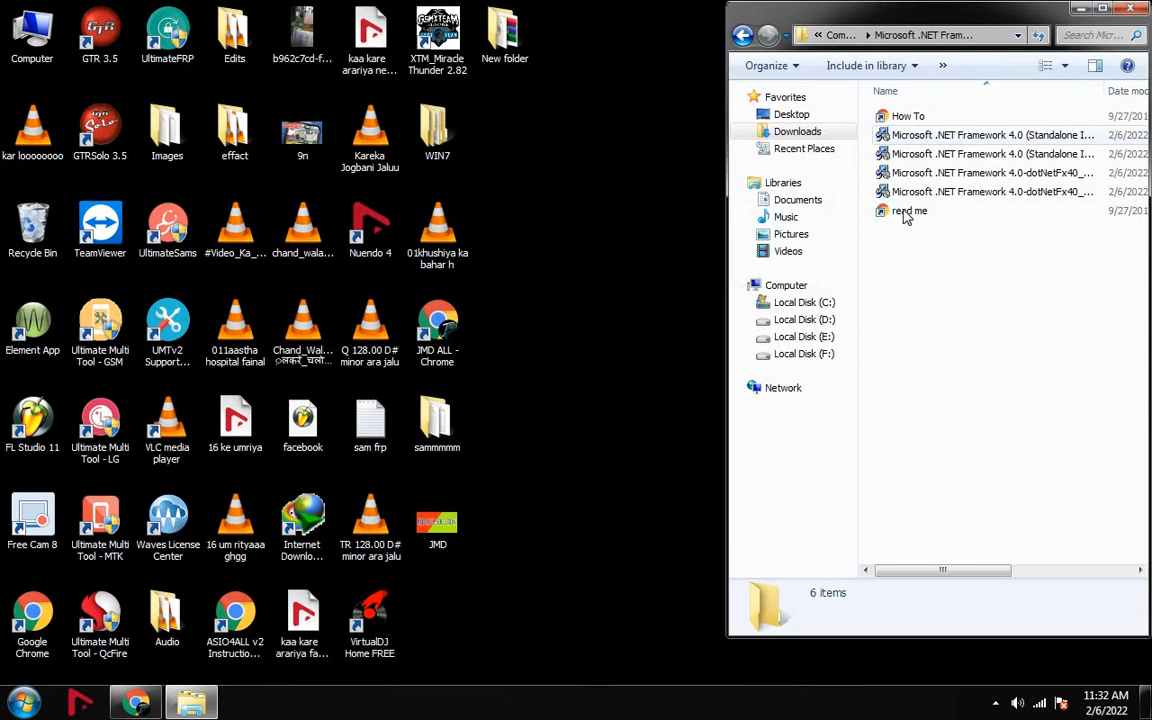 Computer
GTR 3.5
UltimateFRP
Edits
b962c7cd-f...
kaa kare
arariya ne...
XTM_Miracle
Thunder 2.82
New folder
kar looooooooo
GTRSolo 3.5
Images
effact
9n
Kareka
Jogbani Jaluu
WIN7
Recycle Bin
TeamViewer
UltimateSams
#Video_Ka_...
chand_wala...
Nuendo 4
01khushiya ka
bahar h
Element App
Ultimate Multi
Tool - GSM
UMTv2
Support...
011aastha
hospital fainal
Chand_Wal...
Q 128.00 D#
minor ara jalu
JMD ALL -
Chrome
FL Studio 11
Ultimate Multi
Tool - LG
VLC media
player
16 ke umriya
facebook
sam frp
sammmmm
Free Cam 8
Ultimate Multi
Tool - MTK
Waves License
Center
16 um rityaaa
ghgg
Internet
Downlo...
TR 128.00 D#
minor ara jalu
JMD
Google
Chrome
Ultimate Multi
Tool - QcFire
Audio
ASIO4ALL v2
Instructio...
kaa kare
arariya fa...
VirtualDJ
Home FREE
« Com... Microsoft .NET Fram...
Search Micr...
Organize
Include in library
»
Name
Date moc
Favorites
Desktop
Downloads
Recent Places
Libraries
Documents
Music
Pictures
Videos
Computer
Local Disk (C:)
Local Disk (D:)
Local Disk (E:)
Local Disk (F:)
Network
How To 9/27/201
Microsoft .NET Framework 4.0 (Standalone I... 2/6/2022
Microsoft .NET Framework 4.0 (Standalone I... 2/6/2022
Microsoft .NET Framework 4.0-dotNetFx40_... 2/6/2022
Microsoft .NET Framework 4.0-dotNetFx40_... 2/6/2022
read me 9/27/201
6 items
11:32 AM
2/6/2022